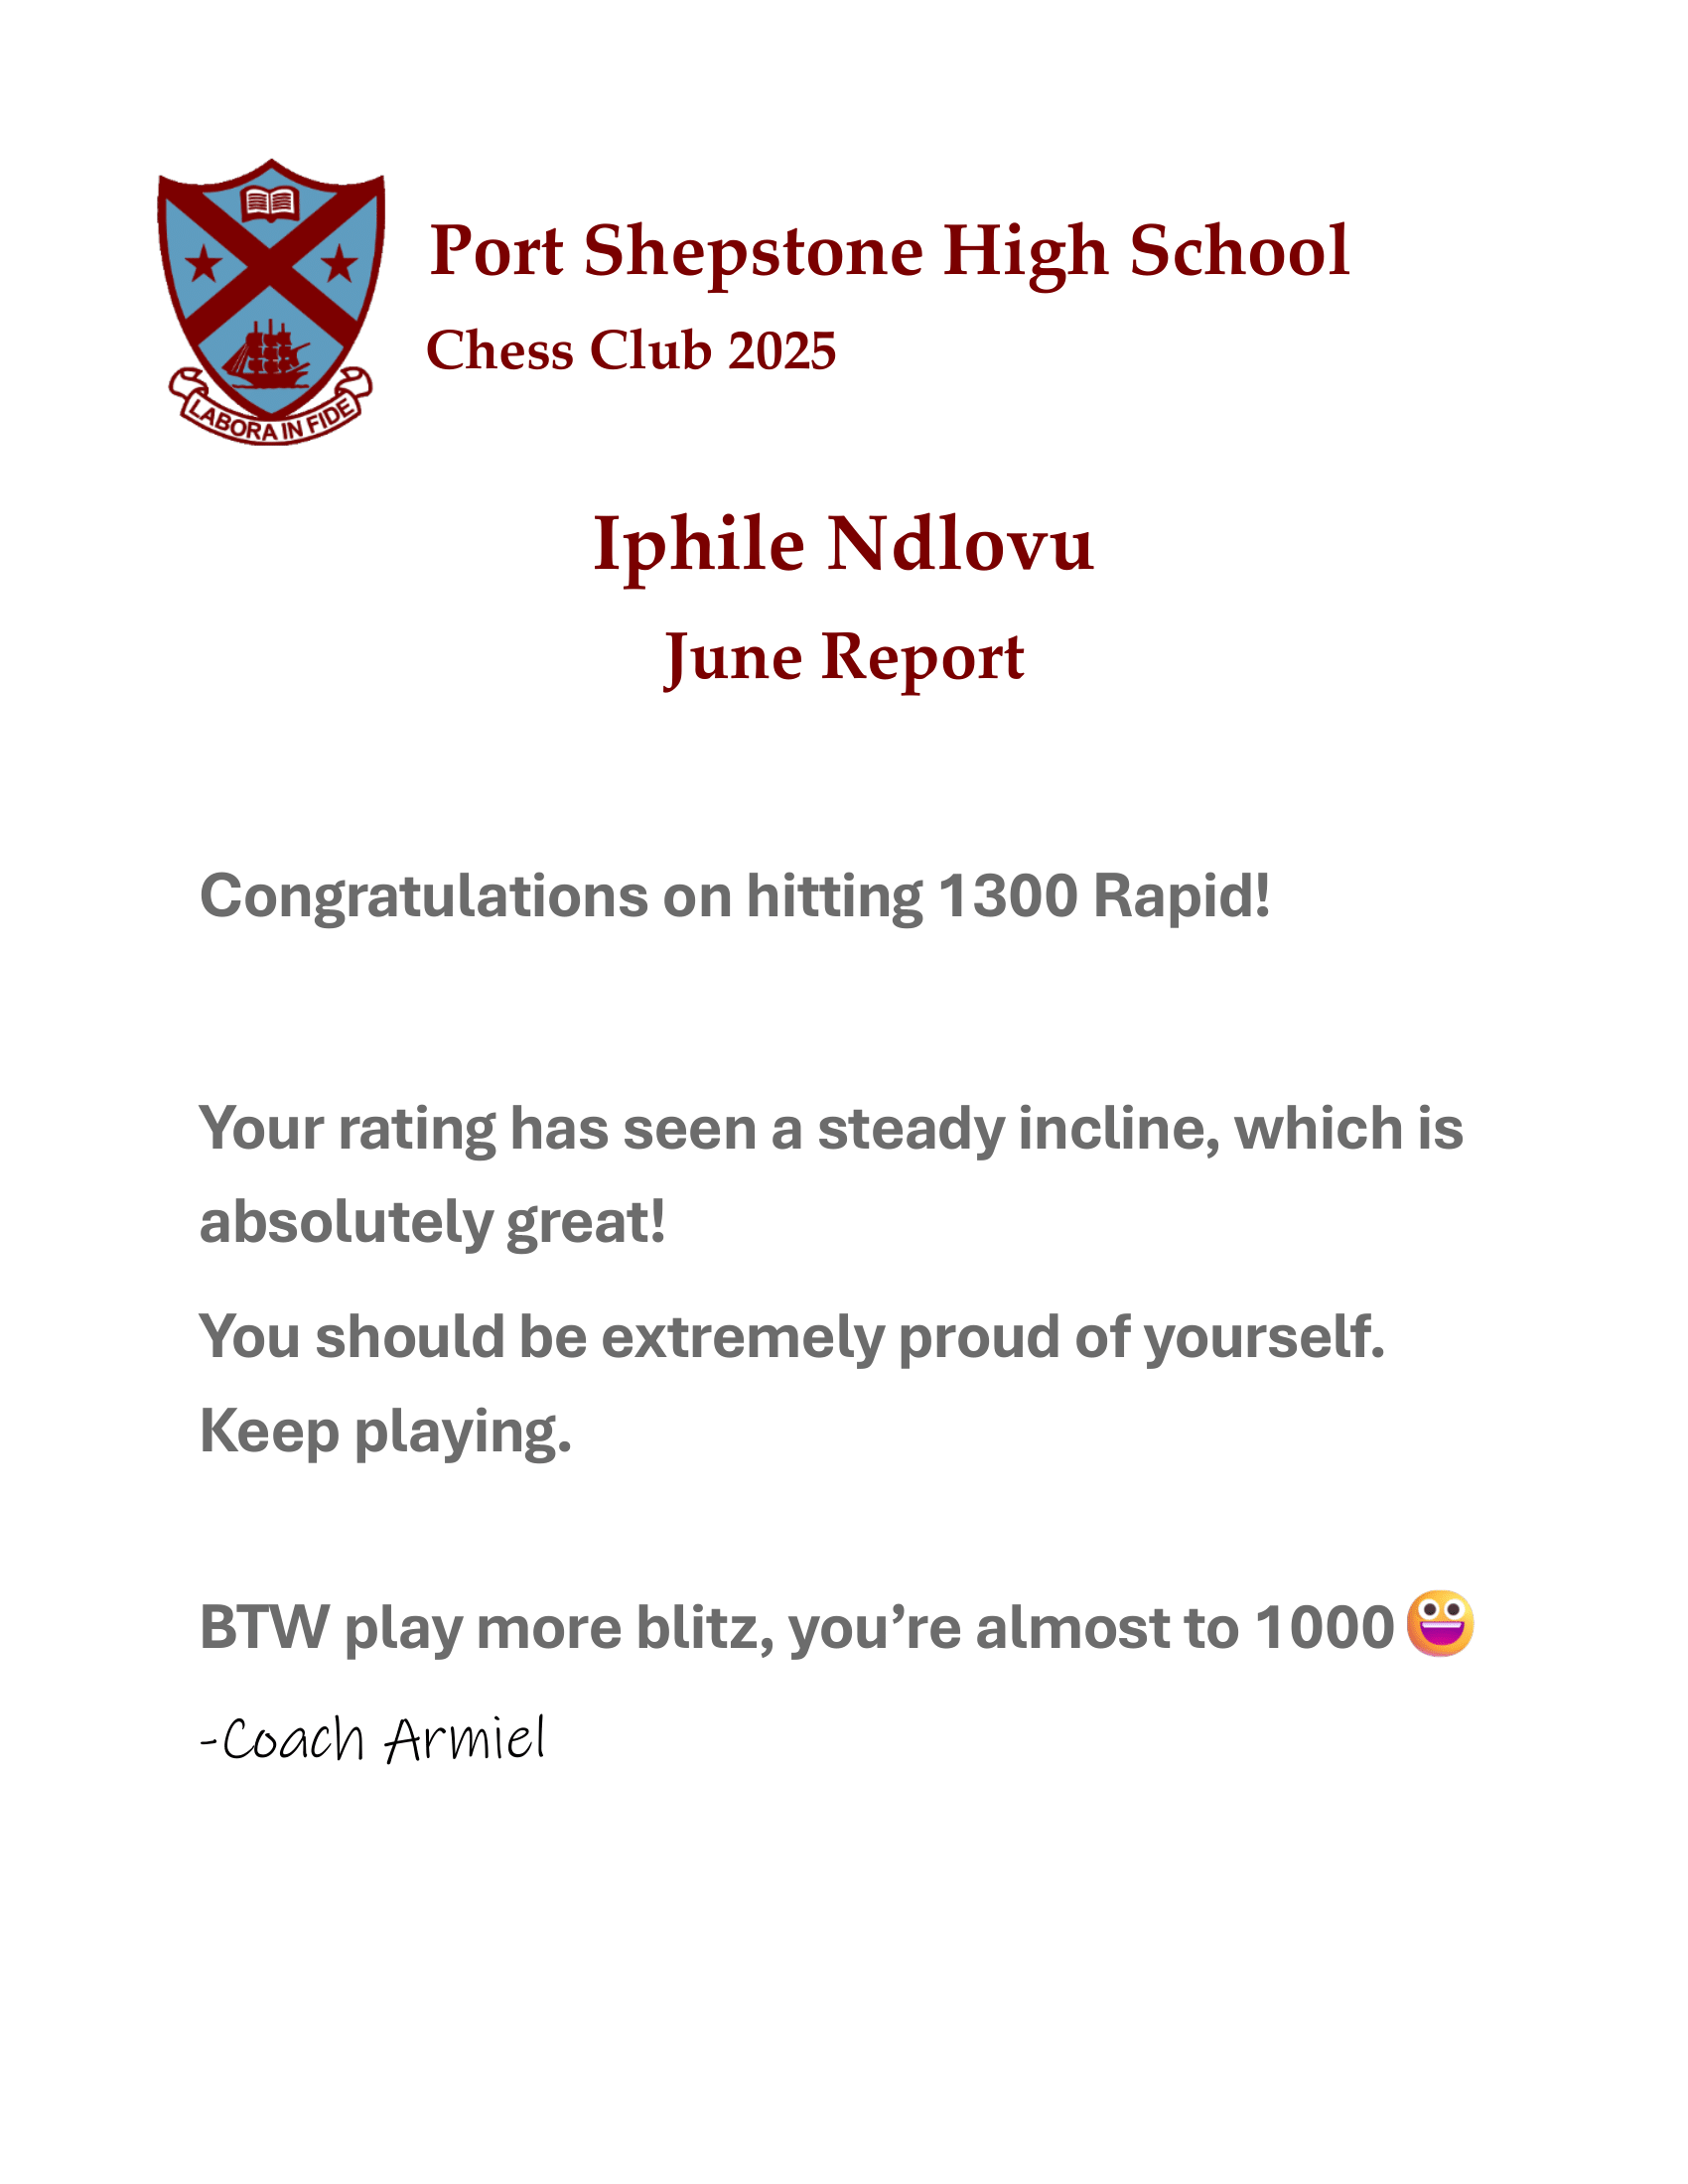 Port Shepstone High School
Chess Club 2025
LABORA IN FIDE
Iphile Ndlovu
June Report
Congratulations on hitting 1300 Rapid!
Your rating has seen a steady incline, which is
absolutely great!
You should be extremely proud of yourself.
Keep playing.
BTW play more blitz, you’re almost to 1000 😀
-Coach Armiel